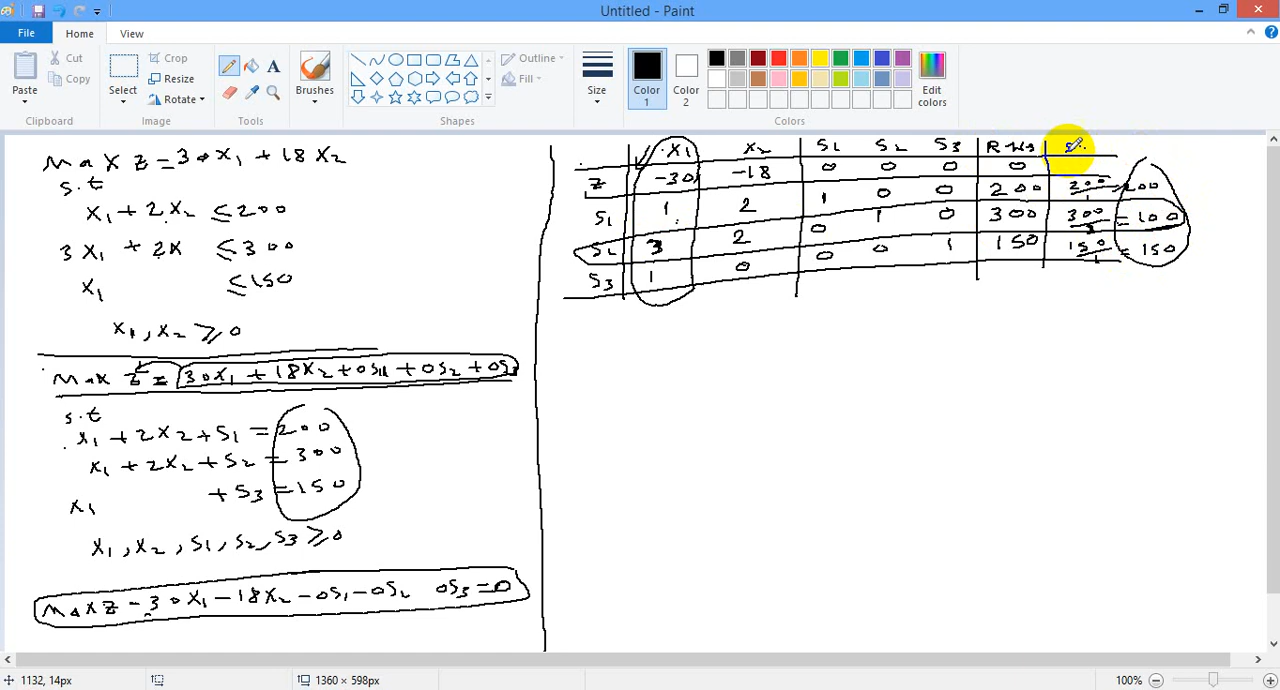 Untitled - Paint
File
Home
View
Paste
Cut
Copy
Clipboard
Select
Crop
Resize
Rotate
Image
Brushes
Tools
Outline
Fill
Shapes
Size
Color 1
Color 2
Edit colors
Colors
Max Z = 30x1 + 18x2
s.t
x1 + 2x2 ≤ 200
3x1 + 2x ≤ 300
x1 ≤ 150
x1, x2 ≥ 0
Max Z = 30x1 + 18x2 + 0S1 + 0S2 + 0S3
s.t
x1 + 2x2 + S1 = 200
x1 + 2x2 + S2 = 300
x1 + S3 = 150
x1, x2, S1, S2, S3 ≥ 0
Max Z - 30x1 - 18x2 - 0S1 - 0S2 0S3 = 0
x1 x2 S1 S2 S3 R.H.S
Z -30 -18 0 0 0 0
S1 1 2 1 0 0 200 200/1 = 200
S2 3 2 0 1 0 300 300/3 = 100
S3 1 0 0 0 1 150 150/1 = 150
1132, 14px
1360 × 598px
100%